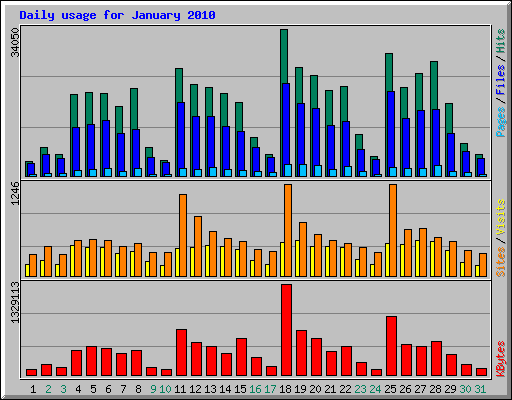 Daily usage for January 2010
34050
Pages / Files / Hits
1246
Sites / Visits
1329113
KBytes
1 2 3 4 5 6 7 8 9 10 11 12 13 14 15 16 17 18 19 20 21 22 23 24 25 26 27 28 29 30 31